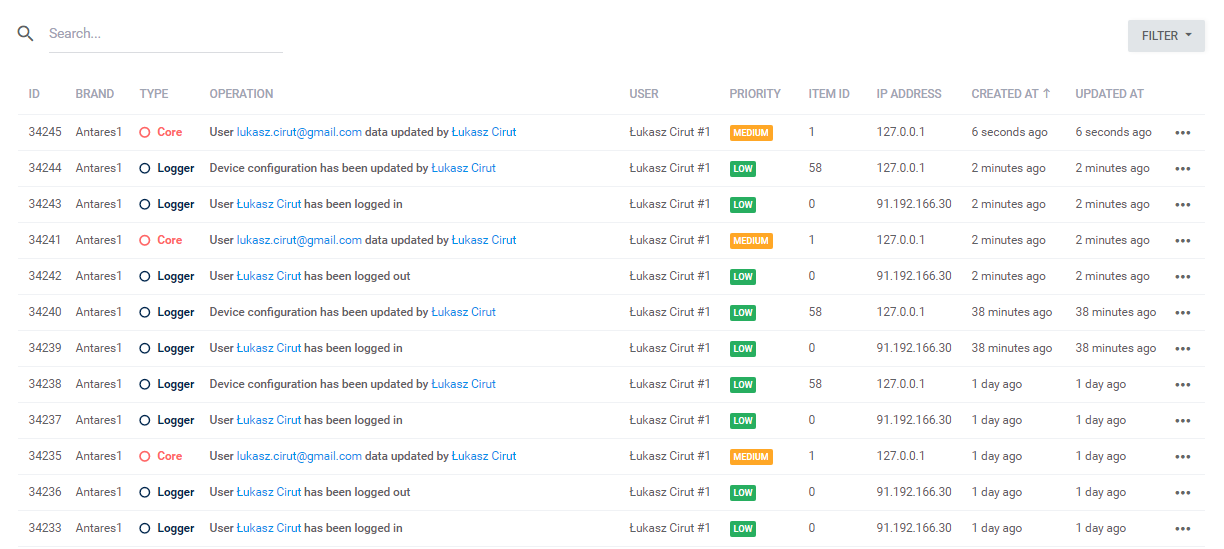 Search...
FILTER
ID BRAND TYPE OPERATION USER PRIORITY ITEM ID IP ADDRESS CREATED AT ↑ UPDATED AT
34245 Antares1 Core User lukasz.cirut@gmail.com data updated by Łukasz Cirut Łukasz Cirut #1 MEDIUM 1 127.0.0.1 6 seconds ago 6 seconds ago
34244 Antares1 Logger Device configuration has been updated by Łukasz Cirut Łukasz Cirut #1 LOW 58 127.0.0.1 2 minutes ago 2 minutes ago
34243 Antares1 Logger User Łukasz Cirut has been logged in Łukasz Cirut #1 LOW 0 91.192.166.30 2 minutes ago 2 minutes ago
34241 Antares1 Core User lukasz.cirut@gmail.com data updated by Łukasz Cirut Łukasz Cirut #1 MEDIUM 1 127.0.0.1 2 minutes ago 2 minutes ago
34242 Antares1 Logger User Łukasz Cirut has been logged out Łukasz Cirut #1 LOW 0 91.192.166.30 2 minutes ago 2 minutes ago
34240 Antares1 Logger Device configuration has been updated by Łukasz Cirut Łukasz Cirut #1 LOW 58 127.0.0.1 38 minutes ago 38 minutes ago
34239 Antares1 Logger User Łukasz Cirut has been logged in Łukasz Cirut #1 LOW 0 91.192.166.30 38 minutes ago 38 minutes ago
34238 Antares1 Logger Device configuration has been updated by Łukasz Cirut Łukasz Cirut #1 LOW 58 127.0.0.1 1 day ago 1 day ago
34237 Antares1 Logger User Łukasz Cirut has been logged in Łukasz Cirut #1 LOW 0 91.192.166.30 1 day ago 1 day ago
34235 Antares1 Core User lukasz.cirut@gmail.com data updated by Łukasz Cirut Łukasz Cirut #1 MEDIUM 1 127.0.0.1 1 day ago 1 day ago
34236 Antares1 Logger User Łukasz Cirut has been logged out Łukasz Cirut #1 LOW 0 91.192.166.30 1 day ago 1 day ago
34233 Antares1 Logger User Łukasz Cirut has been logged in Łukasz Cirut #1 LOW 0 91.192.166.30 1 day ago 1 day ago